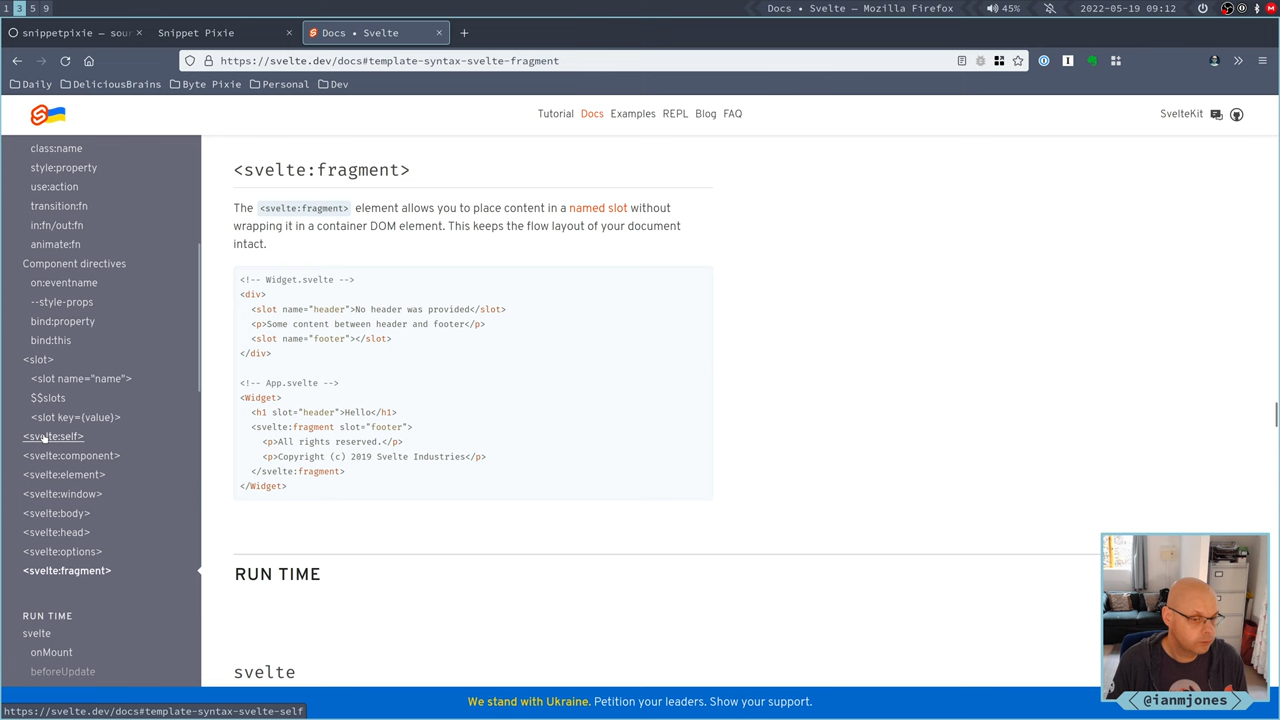 1 3 5 9
Docs • Svelte — Mozilla Firefox
45%
2022-05-19 09:12
snippetpixie — sour
Snippet Pixie
Docs • Svelte
https://svelte.dev/docs#template-syntax-svelte-fragment
Daily DeliciousBrains Byte Pixie Personal Dev
Tutorial Docs Examples REPL Blog FAQ
SvelteKit
class:name
style:property
use:action
transition:fn
in:fn/out:fn
animate:fn
Component directives
on:eventname
--style-props
bind:property
bind:this
<slot>
<slot name="name">
$$slots
<slot key={value}>
<svelte:self>
<svelte:component>
<svelte:element>
<svelte:window>
<svelte:body>
<svelte:head>
<svelte:options>
<svelte:fragment>
RUN TIME
svelte
onMount
beforeUpdate
<svelte:fragment>
The <svelte:fragment> element allows you to place content in a named slot without
wrapping it in a container DOM element. This keeps the flow layout of your document
intact.
<!-- Widget.svelte -->
<div>
<slot name="header">No header was provided</slot>
<p>Some content between header and footer</p>
<slot name="footer"></slot>
</div>
<!-- App.svelte -->
<Widget>
<h1 slot="header">Hello</h1>
<svelte:fragment slot="footer">
<p>All rights reserved.</p>
<p>Copyright (c) 2019 Svelte Industries</p>
</svelte:fragment>
</Widget>
RUN TIME
svelte
We stand with Ukraine. Petition your leaders. Show your support.
https://svelte.dev/docs#template-syntax-svelte-self
@ianmjones